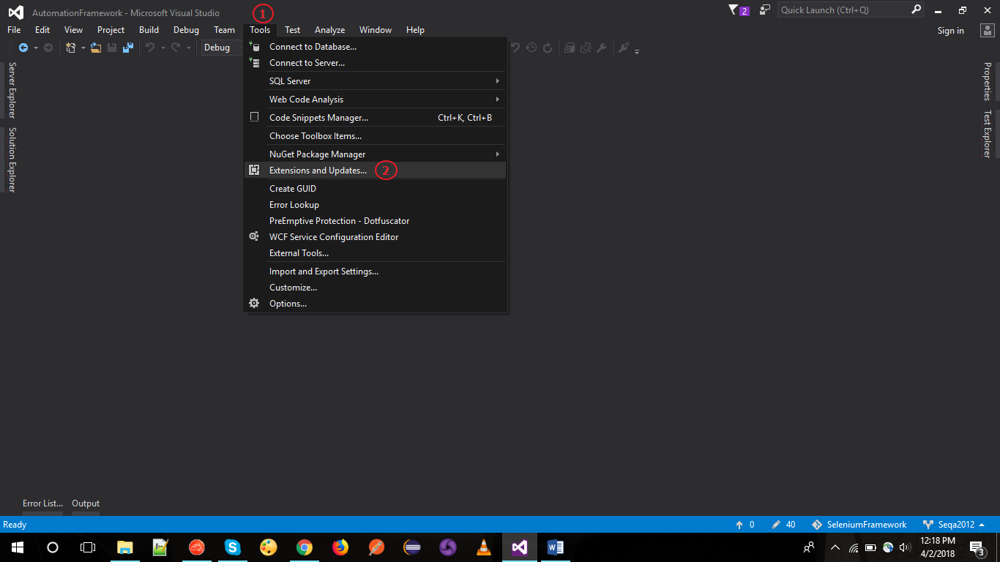 AutomationFramework - Microsoft Visual Studio
1
2
Quick Launch (Ctrl+Q)
File Edit View Project Build Debug Team Tools Test Analyze Window Help
Sign in
Debug
Connect to Database...
Connect to Server...
SQL Server
Web Code Analysis
Code Snippets Manager... Ctrl+K, Ctrl+B
Choose Toolbox Items...
NuGet Package Manager
Extensions and Updates... 2
Create GUID
Error Lookup
PreEmptive Protection - Dotfuscator
WCF Service Configuration Editor
External Tools...
Import and Export Settings...
Customize...
Options...
Server Explorer
Solution Explorer
Properties
Test Explorer
Error List... Output
Ready
0 40 SeleniumFramework Seqa2012
12:18 PM
4/2/2018
3